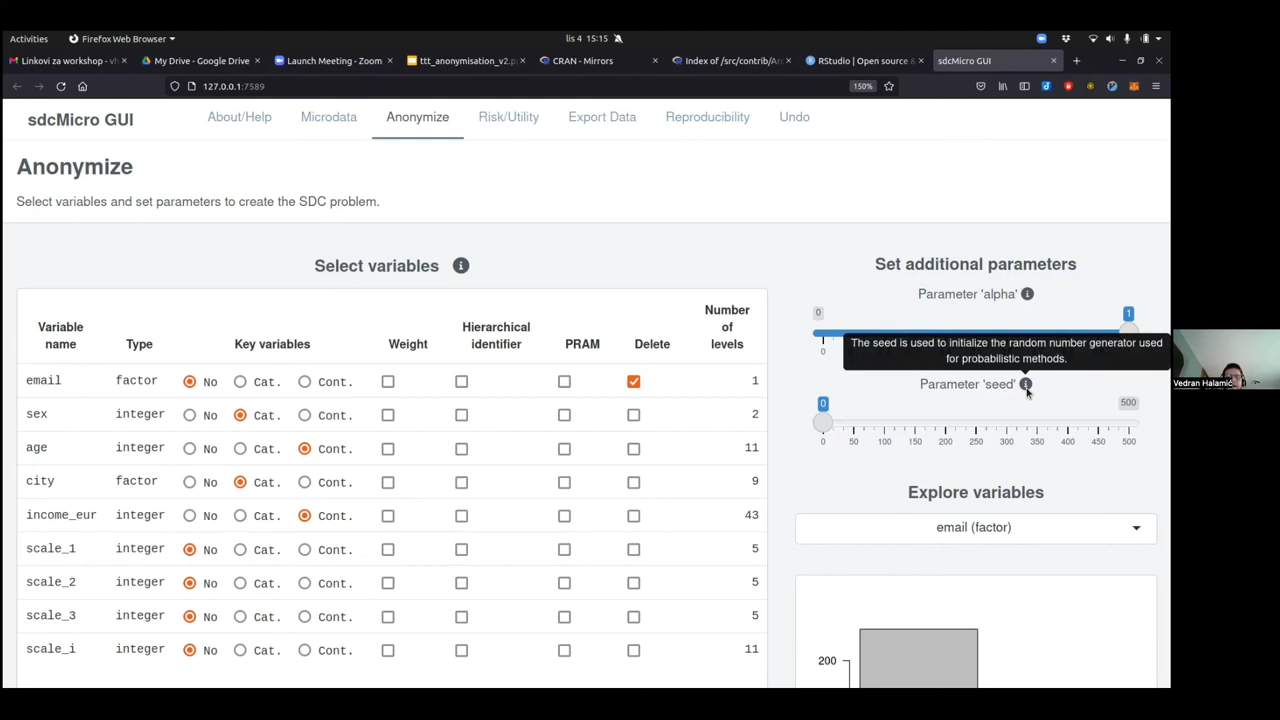 Activities
Firefox Web Browser
lis 4 15:15
Linkovi za workshop - vh
My Drive - Google Drive
Launch Meeting - Zoom
ttt_anonymisation_v2.p
CRAN - Mirrors
Index of /src/contrib/Ar
RStudio | Open source &
sdcMicro GUI
127.0.0.1:7589
150%
sdcMicro GUI
About/Help
Microdata
Anonymize
Risk/Utility
Export Data
Reproducibility
Undo
Anonymize
Select variables and set parameters to create the SDC problem.
Select variables
Variable name
Type
Key variables
Weight
Hierarchical identifier
PRAM
Delete
Number of levels
email factor No Cat. Cont. 1
sex integer No Cat. Cont. 2
age integer No Cat. Cont. 11
city factor No Cat. Cont. 9
income_eur integer No Cat. Cont. 43
scale_1 integer No Cat. Cont. 5
scale_2 integer No Cat. Cont. 5
scale_3 integer No Cat. Cont. 5
scale_i integer No Cat. Cont. 11
Set additional parameters
Parameter 'alpha'
0 1
0
The seed is used to initialize the random number generator used
for probabilistic methods.
Parameter 'seed'
0 500
0 50 100 150 200 250 300 350 400 450 500
Explore variables
email (factor)
200
Vedran Halamić